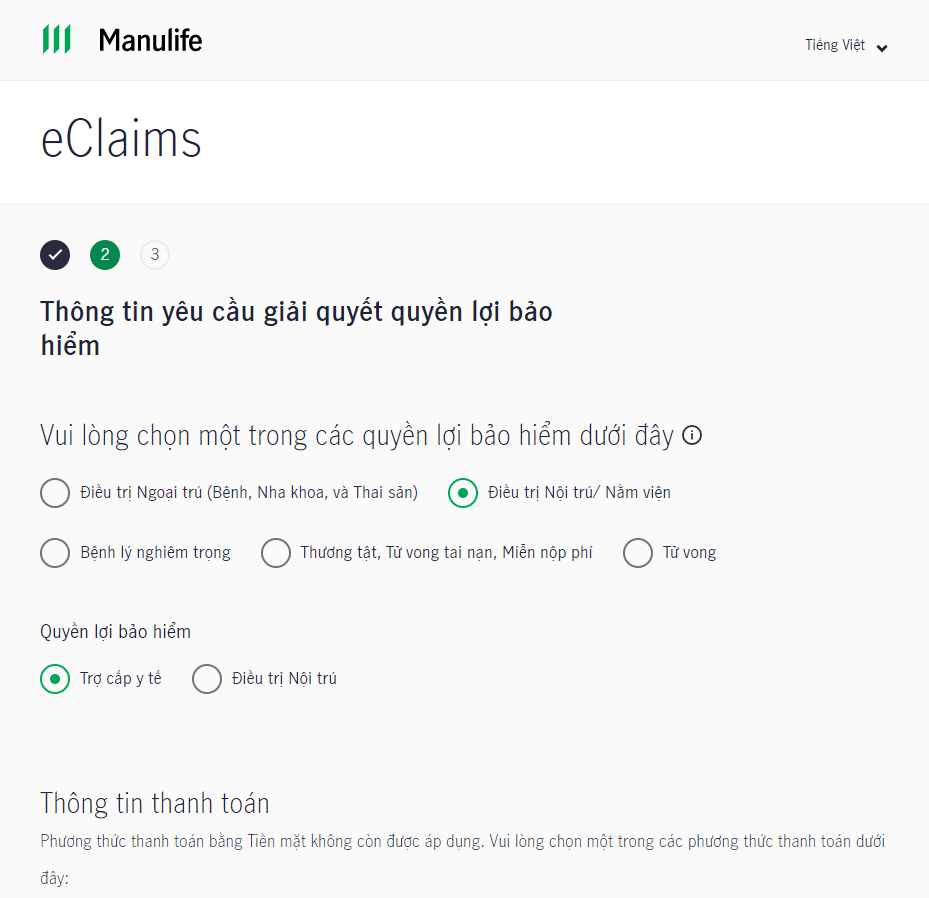 Manulife
Tiếng Việt
eClaims
2
3
Thông tin yêu cầu giải quyết quyền lợi bảo
hiểm
Vui lòng chọn một trong các quyền lợi bảo hiểm dưới đây
Điều trị Ngoại trú (Bệnh, Nha khoa, và Thai sản)
Điều trị Nội trú/ Nằm viện
Bệnh lý nghiêm trọng
Thương tật, Tử vong tai nạn, Miễn nộp phí
Tử vong
Quyền lợi bảo hiểm
Trợ cấp y tế
Điều trị Nội trú
Thông tin thanh toán
Phương thức thanh toán bằng Tiền mặt không còn được áp dụng. Vui lòng chọn một trong các phương thức thanh toán dưới
đây: